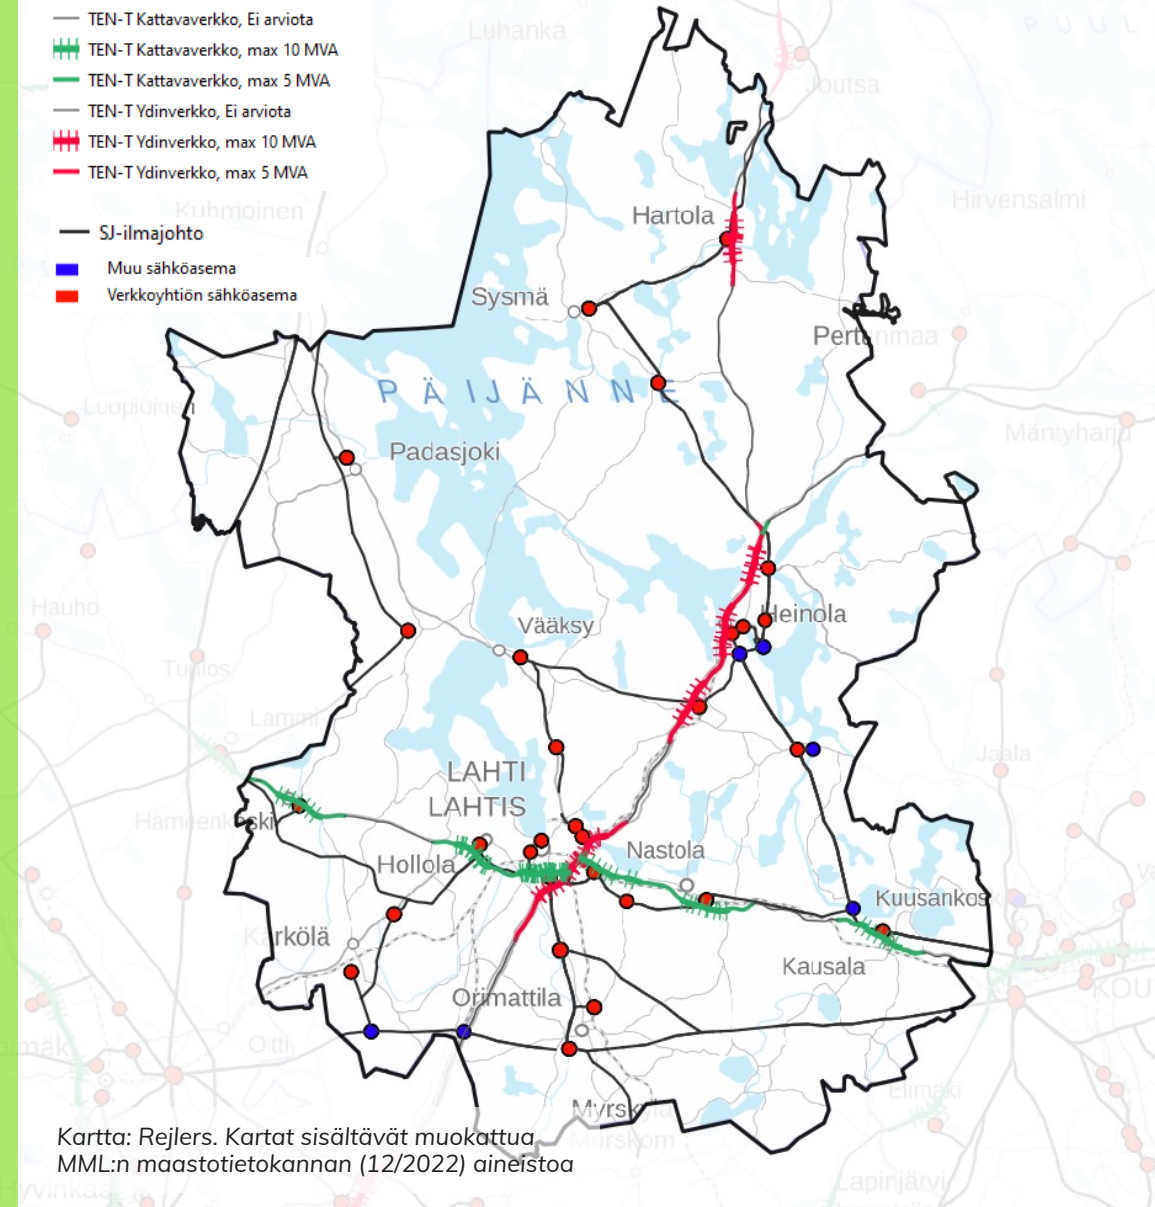 TEN-T Kattavaverkko, Ei arviota
TEN-T Kattavaverkko, max 10 MVA
TEN-T Kattavaverkko, max 5 MVA
TEN-T Ydinverkko, Ei arviota
TEN-T Ydinverkko, max 10 MVA
TEN-T Ydinverkko, max 5 MVA
SJ-ilmajohto
Muu sähköasema
Verkkoyhtiön sähköasema
Luhanka
Joutsa
Kuhmoinen
Hirvensalmi
Hartola
Sysmä
Pertunmaa
PÄIJÄNNE
Luopioinen
Mäntyharju
Padasjoki
Hauho
Heinola
Vääksy
Tuulos
Lammi
Jaala
LAHTI
LAHTIS
Hämeenkoski
Nastola
Hollola
Kuusankoski
Kärkölä
Kausala
Orimattila
Oitti
Elimäki
Myrskylä
Mörskom
Kartta: Rejlers. Kartat sisältävät muokattua
MML:n maastotietokannan (12/2022) aineistoa
Lapinjärvi
Hyvinkää